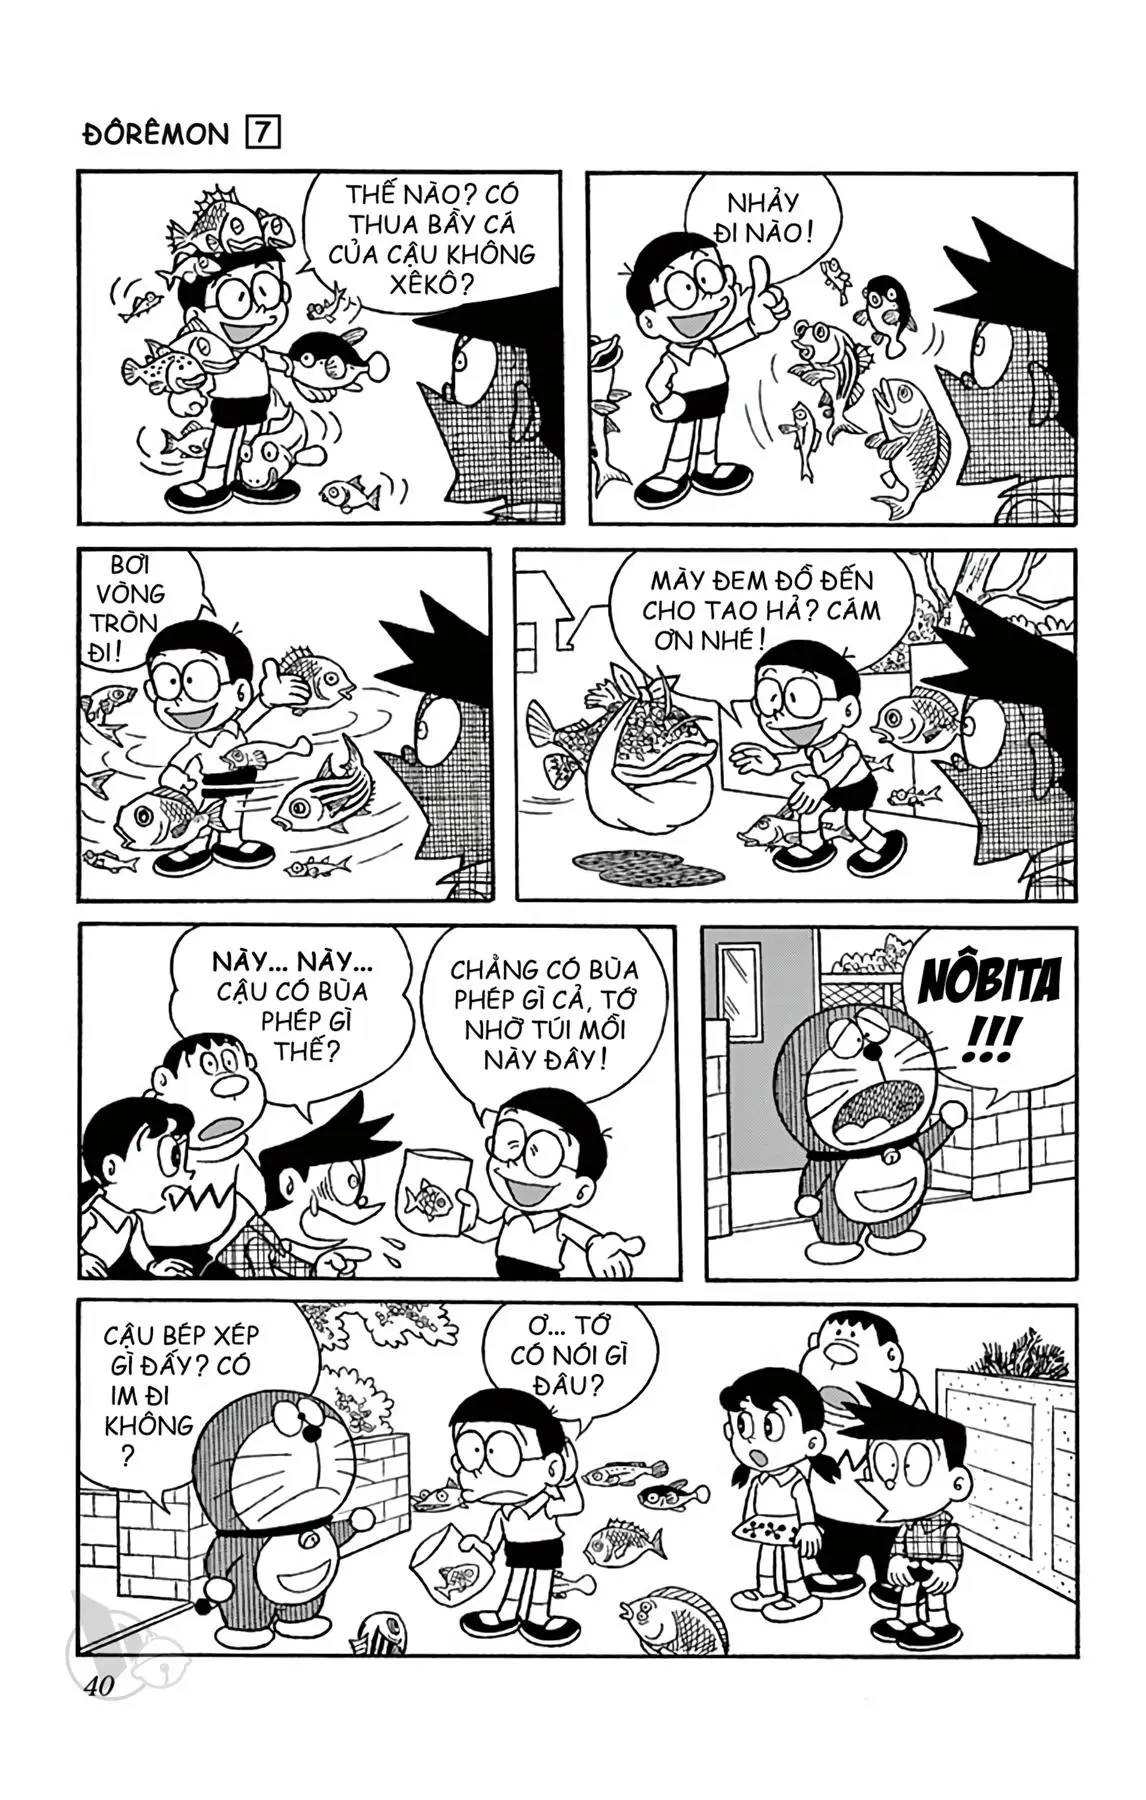 ĐÔRÊMON 7
THẾ NÀO? CÓ
THUA BẦY CÁ
CỦA CẬU KHÔNG
XÊKÔ?
NHẢY
ĐI NÀO!
BƠI
VÒNG
TRÒN
ĐI!
MÀY ĐEM ĐỒ ĐẾN
CHO TAO HẢ? CÁM
ƠN NHÉ!
NÀY... NÀY...
CẬU CÓ BÙA
PHÉP GÌ
THẾ?
CHẲNG CÓ BÙA
PHÉP GÌ CẢ, TỚ
NHỜ TÚI MỒI
NÀY ĐÂY!
NÔBITA
!!!
CẬU BÉP XÉP
GÌ ĐẤY? CÓ
IM ĐI
KHÔNG
?
Ơ... TỚ
CÓ NÓI GÌ
ĐÂU?
40